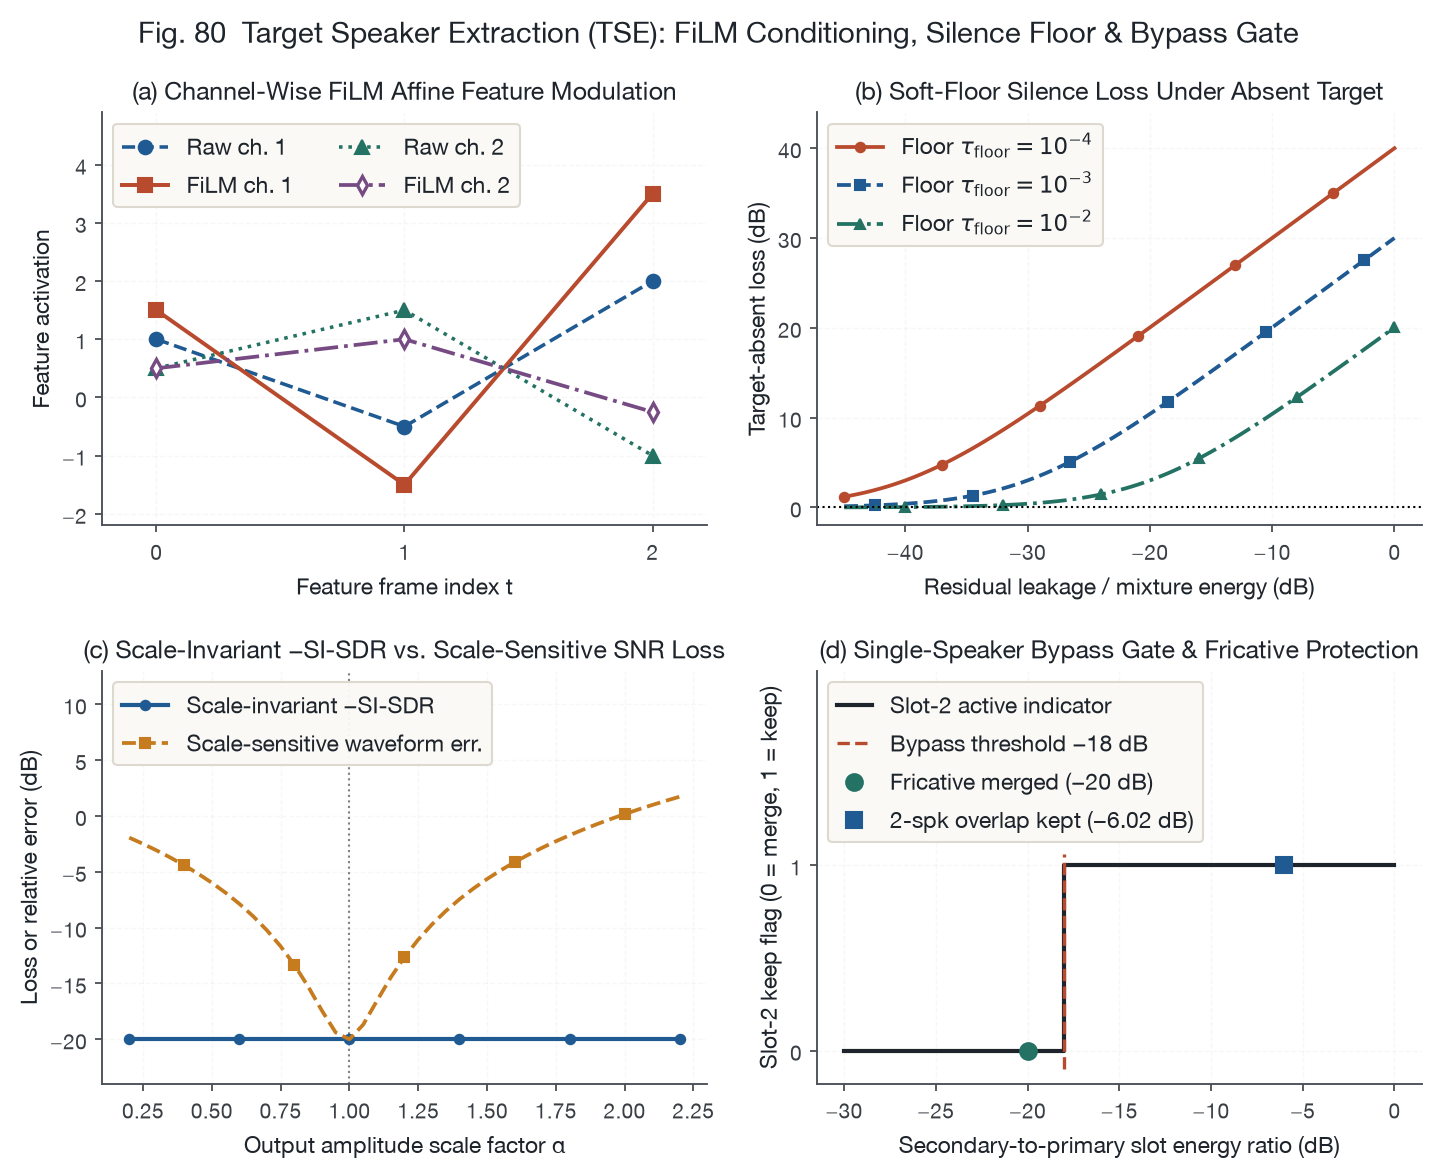 Fig. 80  Target Speaker Extraction (TSE): FiLM Conditioning, Silence Floor & Bypass Gate
(a) Channel-Wise FiLM Affine Feature Modulation
Raw ch. 1
FiLM ch. 1
Raw ch. 2
FiLM ch. 2
Feature activation
4
3
2
1
0
−1
−2
0
1
2
Feature frame index t
(b) Soft-Floor Silence Loss Under Absent Target
Floor τ_floor = 10^−4
Floor τ_floor = 10^−3
Floor τ_floor = 10^−2
Target-absent loss (dB)
40
30
20
10
0
−40
−30
−20
−10
0
Residual leakage / mixture energy (dB)
(c) Scale-Invariant −SI-SDR vs. Scale-Sensitive SNR Loss
Scale-invariant −SI-SDR
Scale-sensitive waveform err.
Loss or relative error (dB)
10
5
0
−5
−10
−15
−20
0.25
0.50
0.75
1.00
1.25
1.50
1.75
2.00
2.25
Output amplitude scale factor α
(d) Single-Speaker Bypass Gate & Fricative Protection
Slot-2 active indicator
Bypass threshold −18 dB
Fricative merged (−20 dB)
2-spk overlap kept (−6.02 dB)
Slot-2 keep flag (0 = merge, 1 = keep)
1
0
−30
−25
−20
−15
−10
−5
0
Secondary-to-primary slot energy ratio (dB)